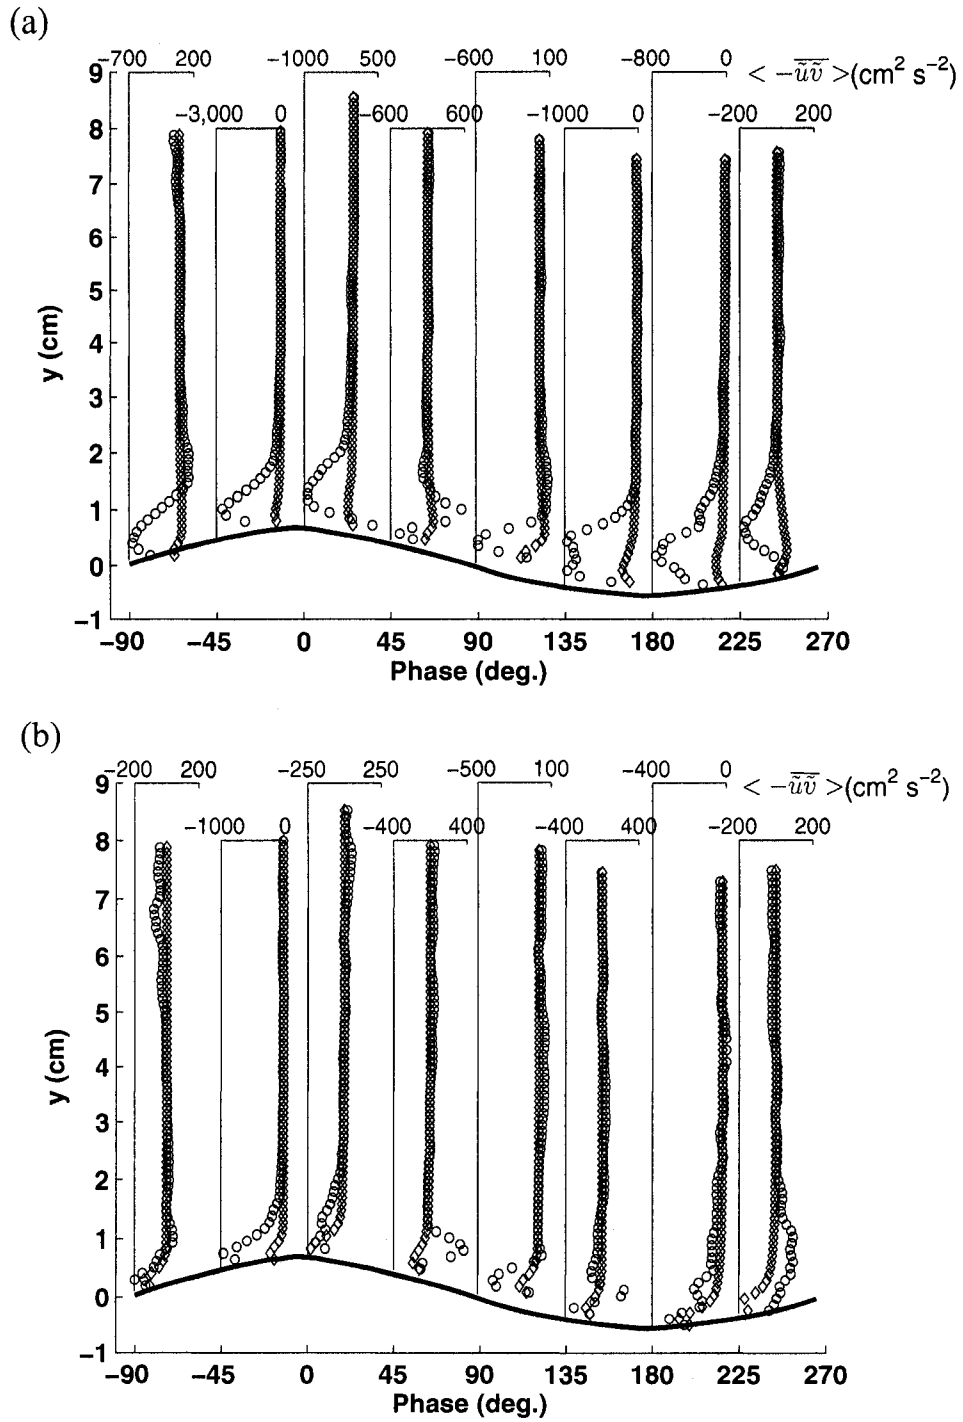 (a)
−700 200 −1000 500 −600 100 −800 0 < −ũṽ >(cm² s⁻²)
9
−3,000 0 −600 600 −1000 0 −200 200
8
7
6
5
y (cm)
4
3
2
1
0
−1
−90 −45 0 45 90 135 180 225 270
Phase (deg.)
(b)
−200 200 −250 250 −500 100 −400 0 < −ũṽ >(cm² s⁻²)
9
−1000 0 −400 400 −400 400 −200 200
8
7
6
5
y (cm)
4
3
2
1
0
−1
−90 −45 0 45 90 135 180 225 270
Phase (deg.)